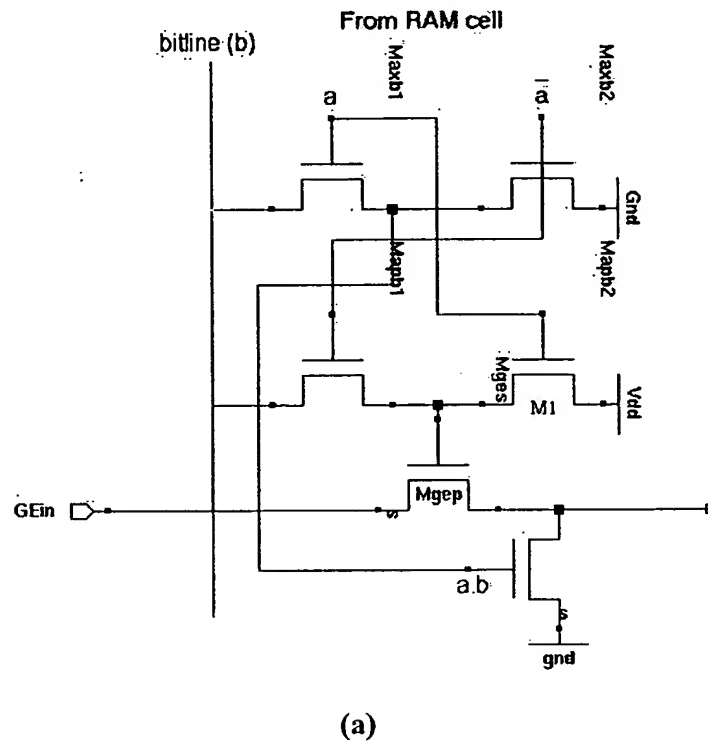 From RAM cell
bitline (b)
Maxb1
Maxb2
a
a
Gnd
Mapb1
Mapb2
Mges
M1
Vdd
Mgep
GEin
s
a.b
s
gnd
(a)